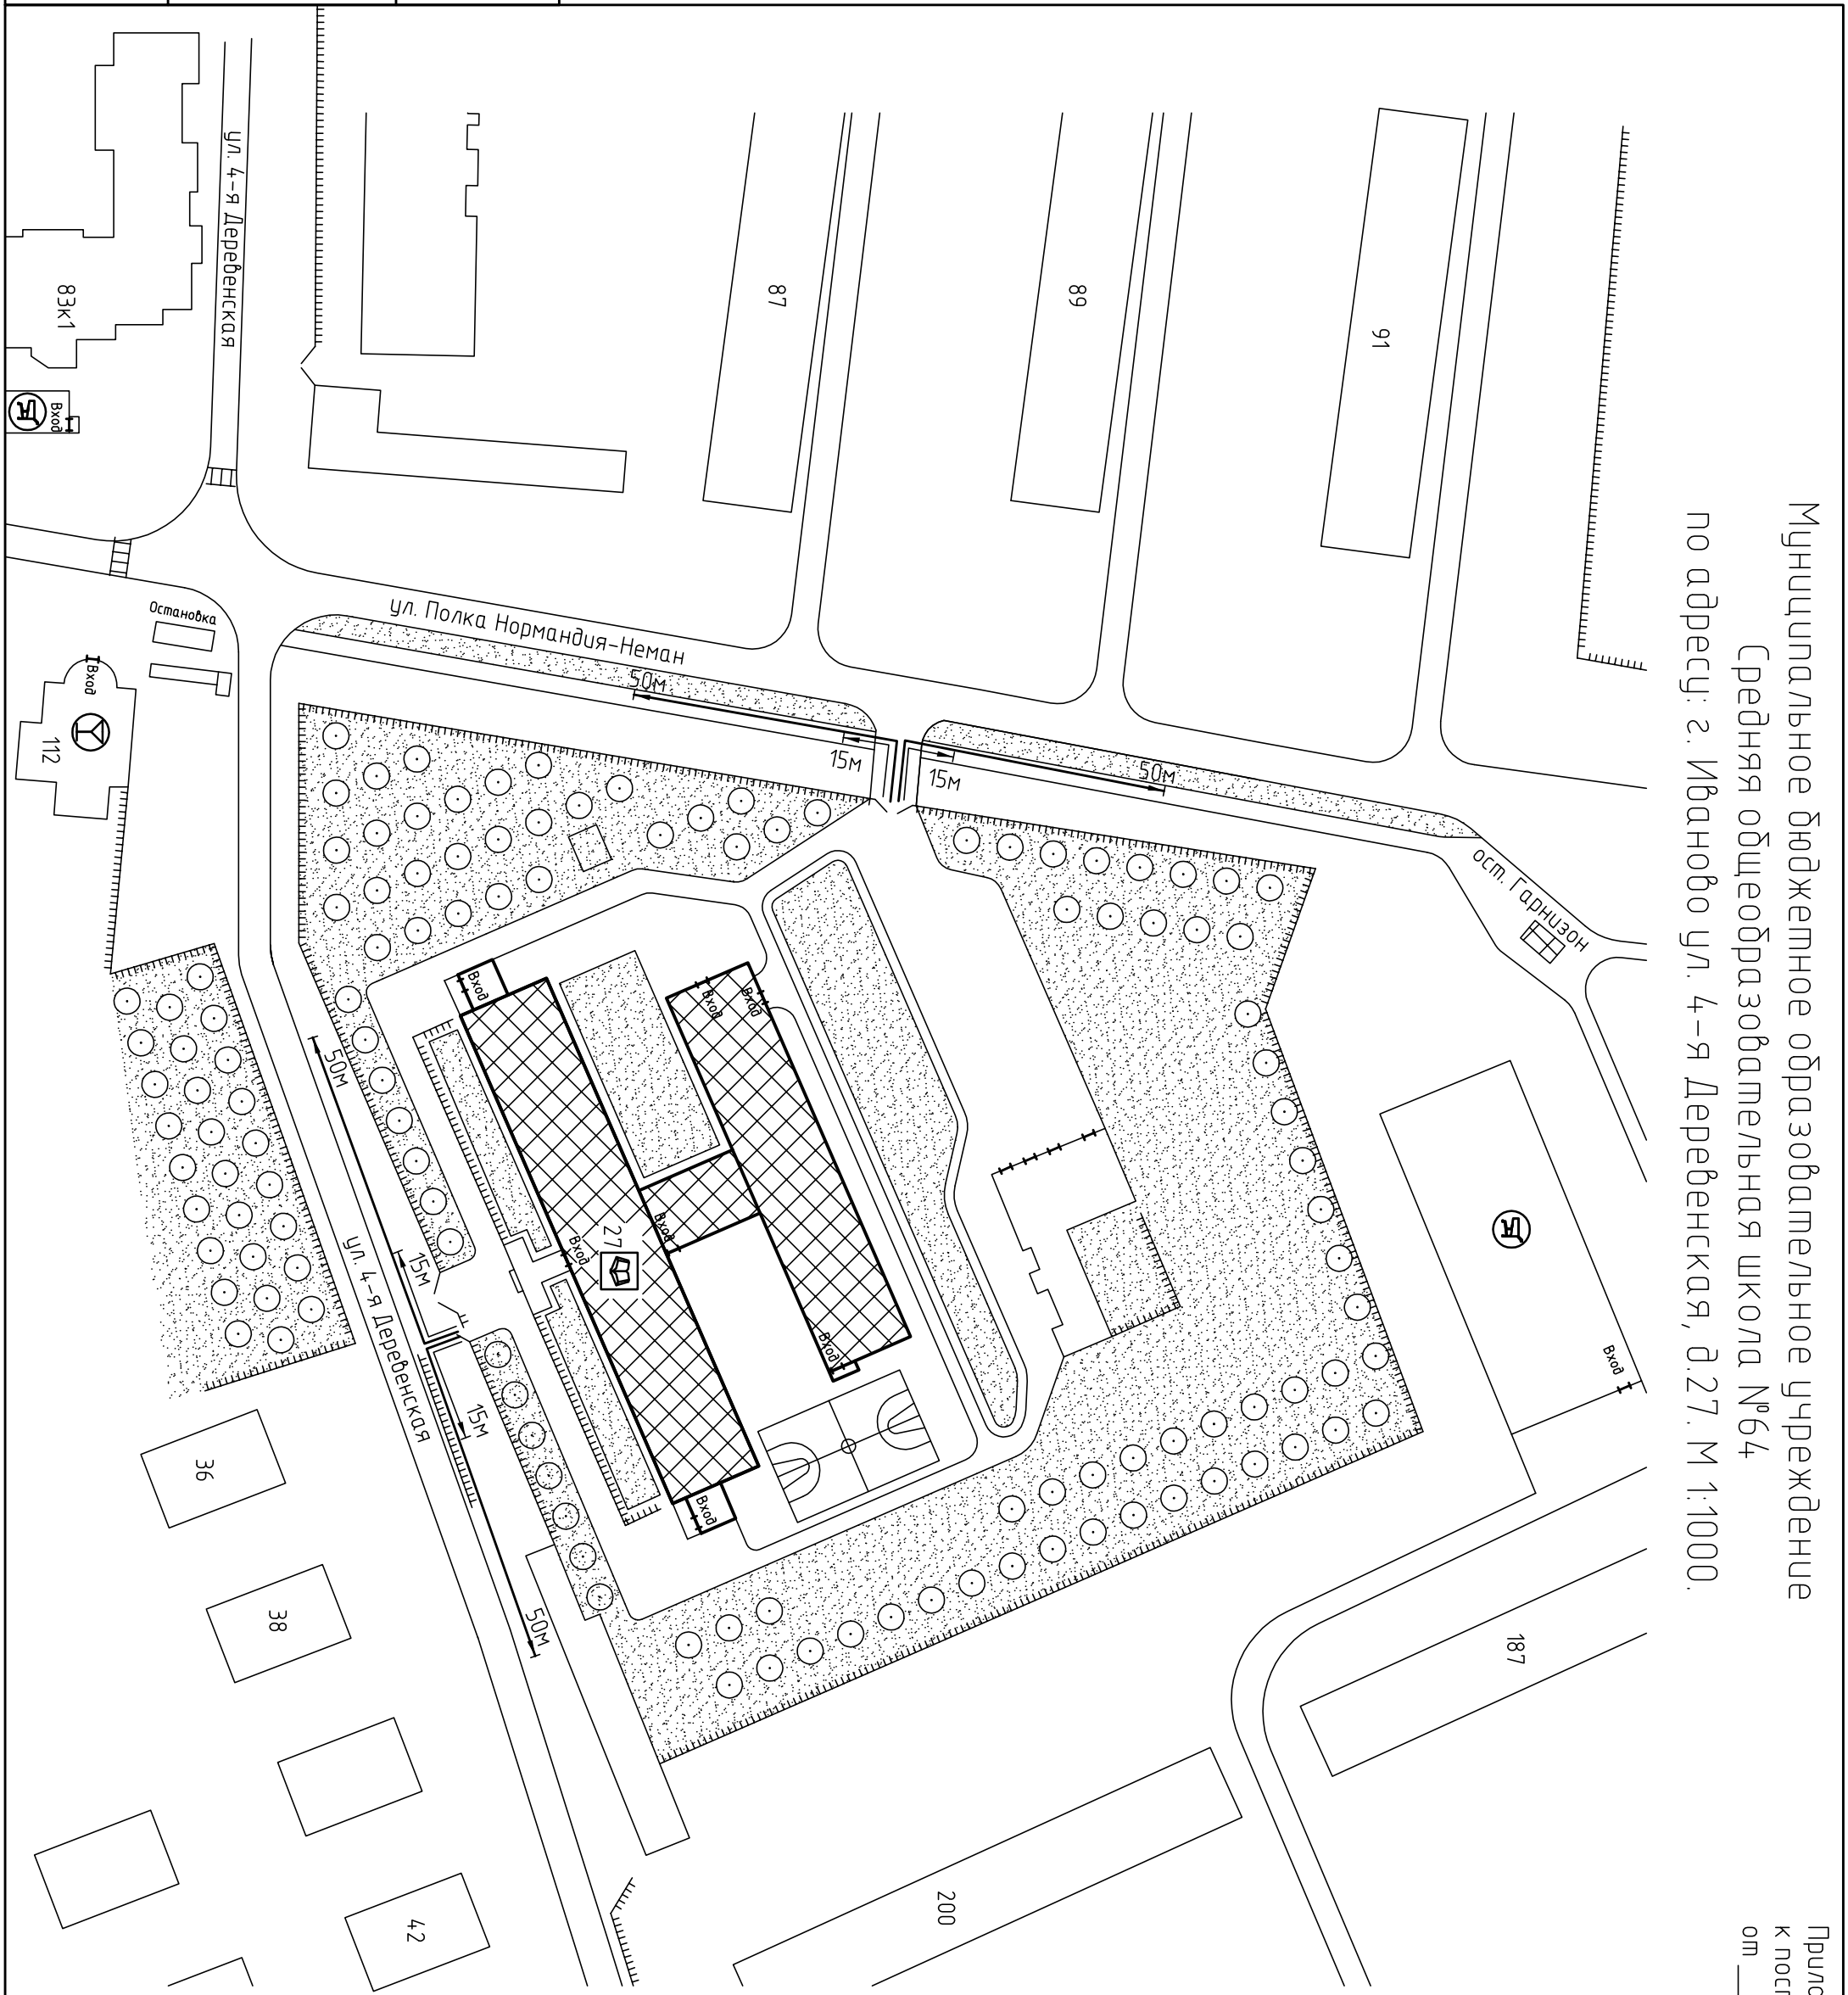 Муниципальное бюджетное образовательное учреждение
Средняя общеобразовательная школа №64
по адресу: г. Иваново ул. 4-я Деревенская, д.27. М 1:1000.
к
от
91
89
87
83к1
ул. 4-я Деревенская
Вход
ул. Полка Нормандия-Неман
Остановка
Вход
112
50м
15м
15м
50м
ост. Гарнизон
Вход
Вход
Вход
Вход
Вход
27
Вход
Вход
Вход
50м
15м
15м
50м
ул. 4-я Деревенская
36
38
42
187
200